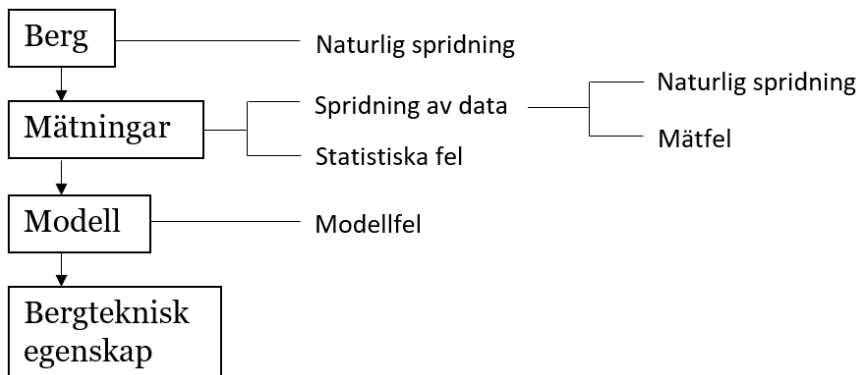 Berg
Naturlig spridning
Naturlig spridning
Mätningar
Spridning av data
Mätfel
Statistiska fel
Modell
Modellfel
Bergteknisk
egenskap